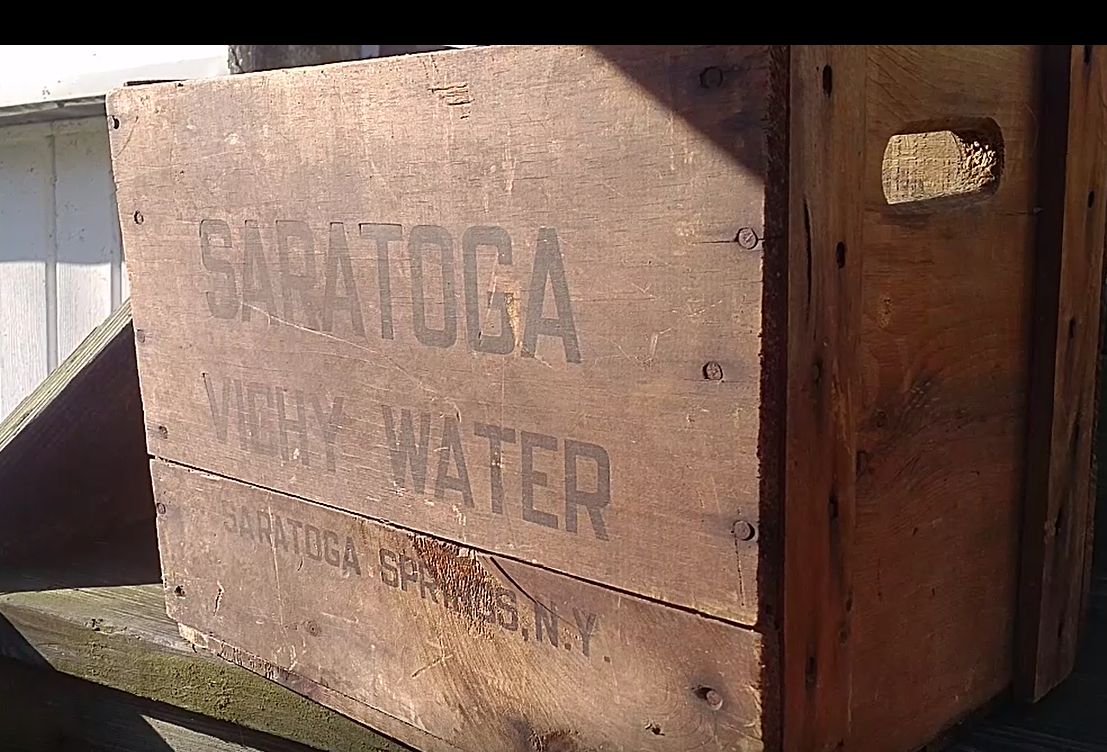 SARATOGA
VICHY WATER
SARATOGA SPRINGS, N.Y.